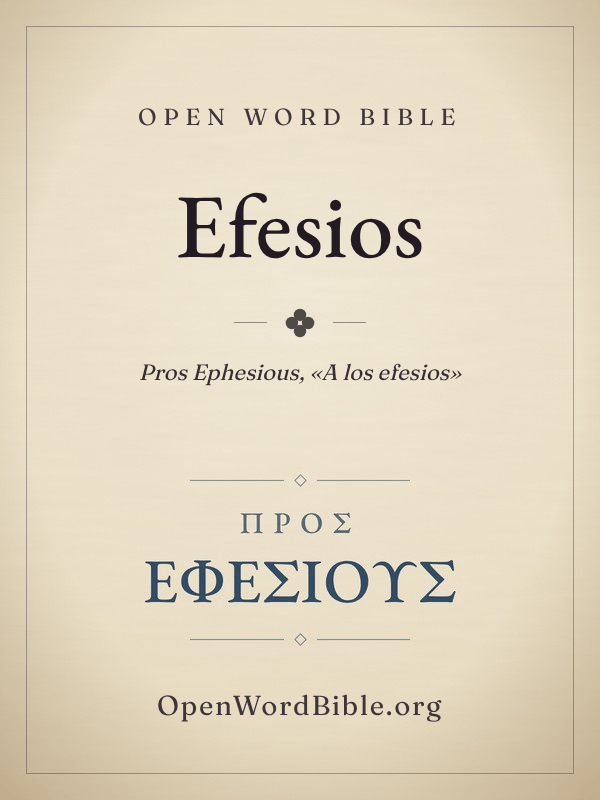 OPEN WORD BIBLE
Efesios
Pros Ephesious, «A los efesios»
ΠΡΟΣ
ΕΦΕΣΙΟΥΣ
OpenWordBible.org